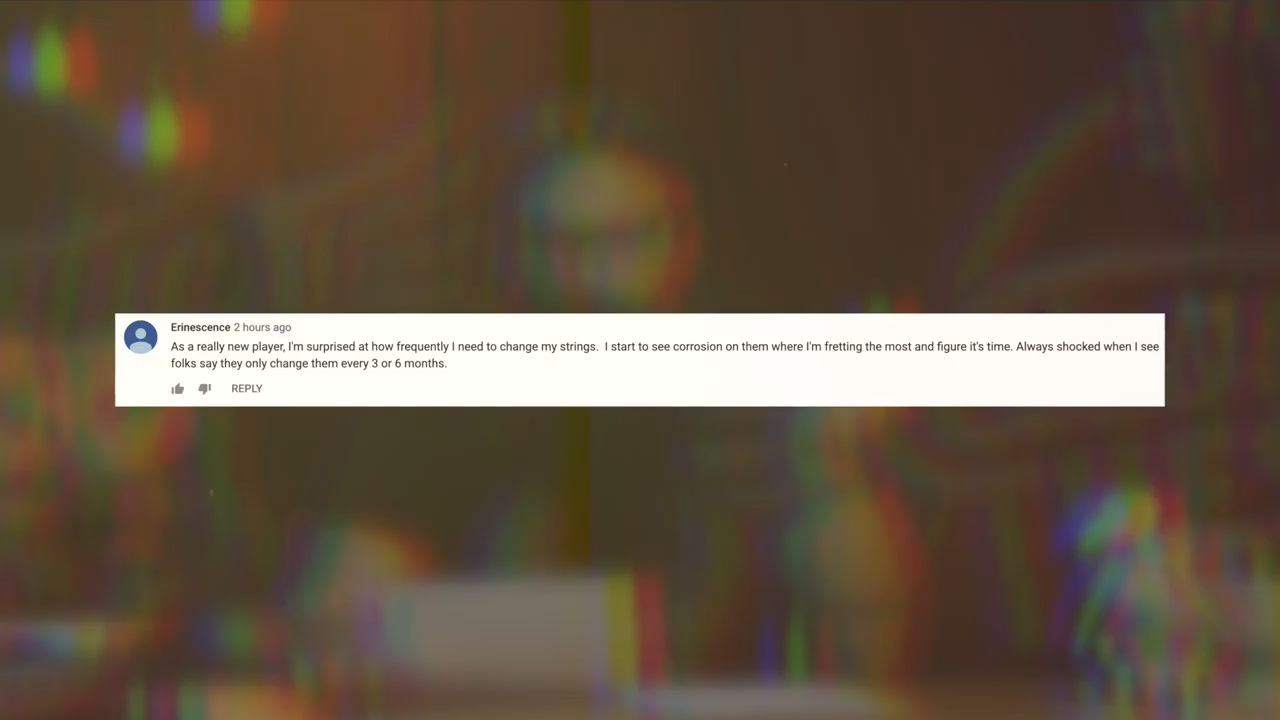 Erinescence 2 hours ago
As a really new player, I'm surprised at how frequently I need to change my strings.  I start to see corrosion on them where I'm fretting the most and figure it's time. Always shocked when I see
folks say they only change them every 3 or 6 months.
REPLY